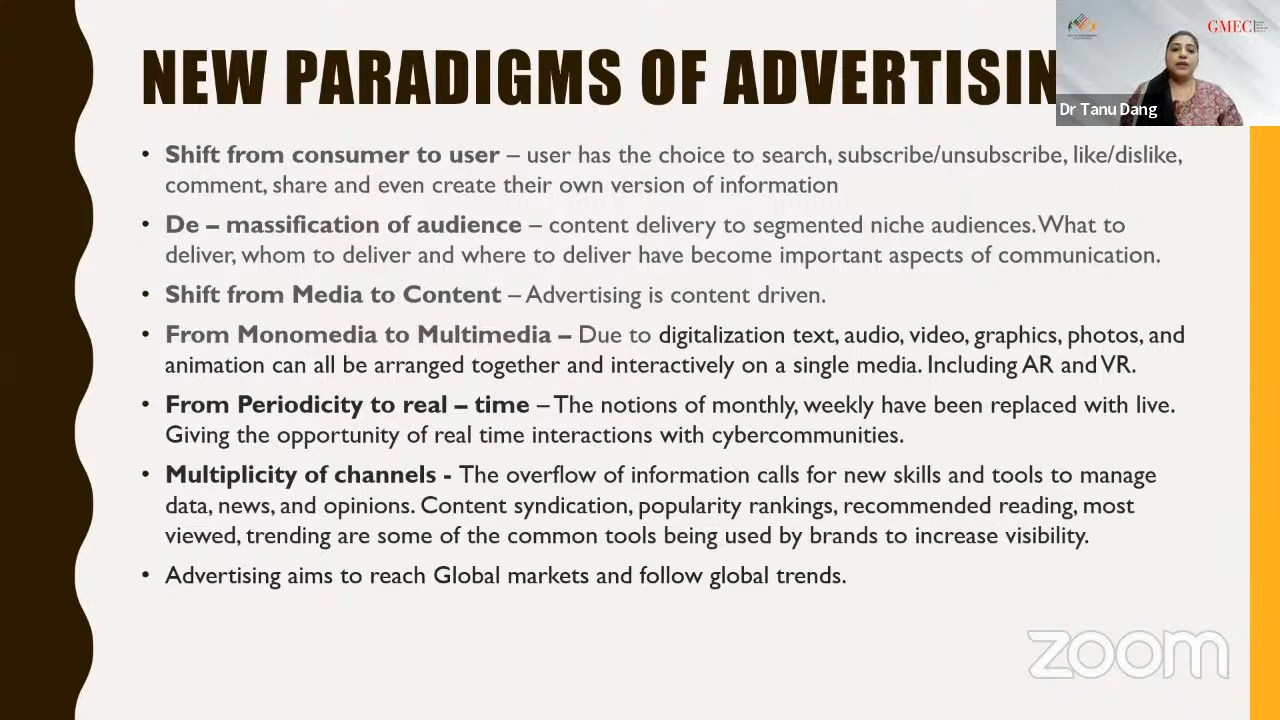 NEW PARADIGMS OF ADVERTISIN
GMEC
Dr Tanu Dang
• Shift from consumer to user – user has the choice to search, subscribe/unsubscribe, like/dislike,
comment, share and even create their own version of information
• De – massification of audience – content delivery to segmented niche audiences. What to
deliver, whom to deliver and where to deliver have become important aspects of communication.
• Shift from Media to Content – Advertising is content driven.
• From Monomedia to Multimedia – Due to digitalization text, audio, video, graphics, photos, and
animation can all be arranged together and interactively on a single media. Including AR and VR.
• From Periodicity to real – time – The notions of monthly, weekly have been replaced with live.
Giving the opportunity of real time interactions with cybercommunities.
• Multiplicity of channels - The overflow of information calls for new skills and tools to manage
data, news, and opinions. Content syndication, popularity rankings, recommended reading, most
viewed, trending are some of the common tools being used by brands to increase visibility.
• Advertising aims to reach Global markets and follow global trends.
zoom